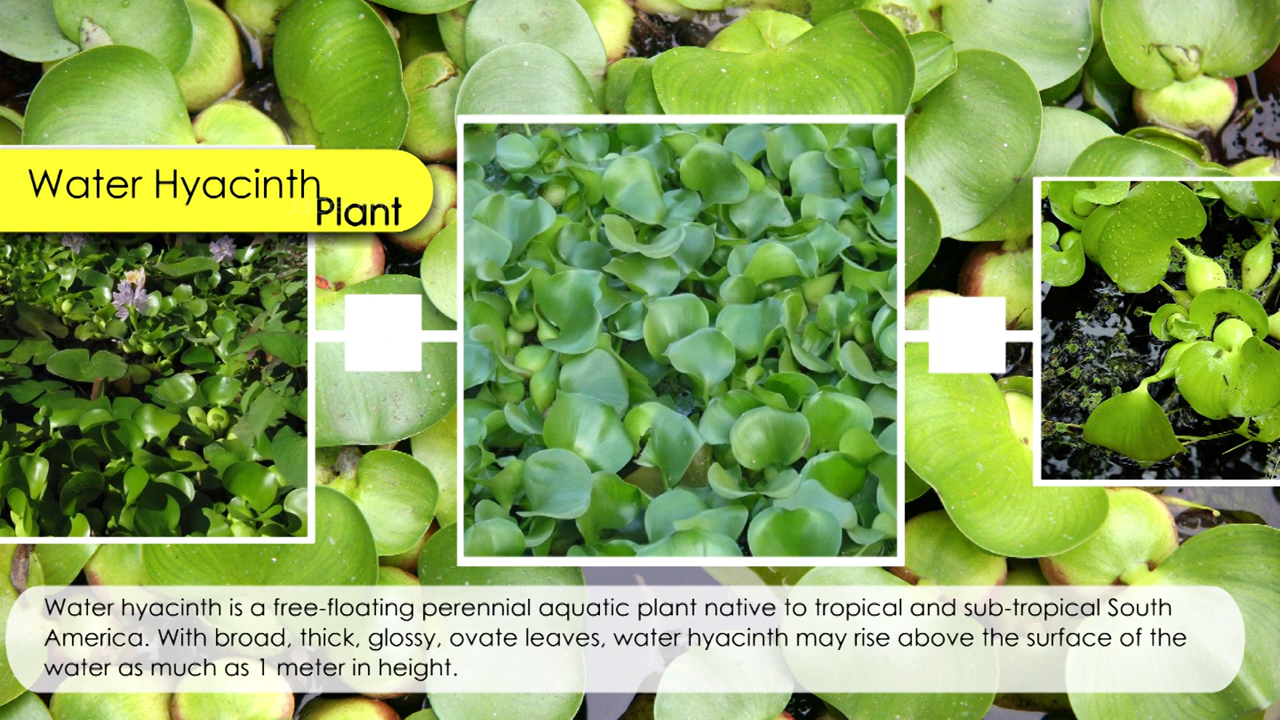 Water Hyacinth
Plant
Water hyacinth is a free-floating perennial aquatic plant native to tropical and sub-tropical South
America. With broad, thick, glossy, ovate leaves, water hyacinth may rise above the surface of the
water as much as 1 meter in height.